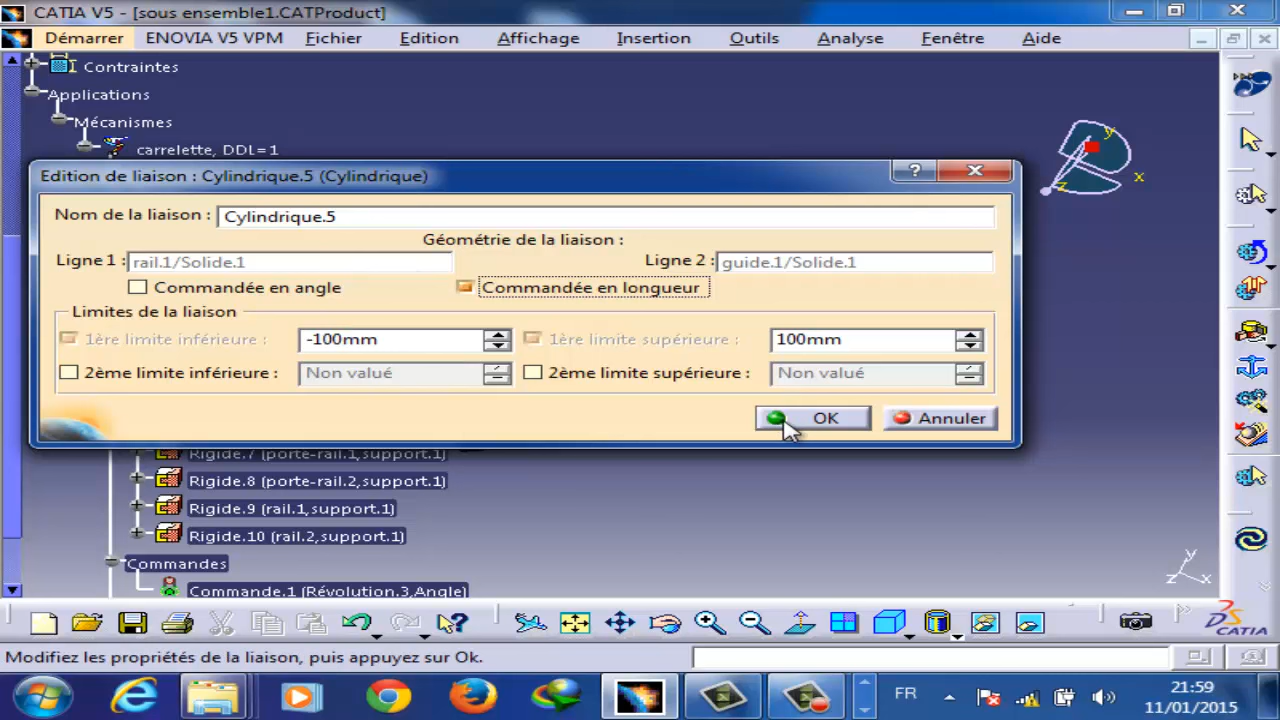 CATIA V5 - [sous ensemble1.CATProduct]
Démarrer ENOVIA V5 VPM Fichier Edition Affichage Insertion Outils Analyse Fenêtre Aide
Contraintes
Applications
Mécanismes
carrelette, DDL=1
y
x
z
Edition de liaison : Cylindrique.5 (Cylindrique)
Nom de la liaison : Cylindrique.5
Géométrie de la liaison :
Ligne 1 : rail.1/Solide.1 Ligne 2 : guide.1/Solide.1
Commandée en angle Commandée en longueur
Limites de la liaison
1ère limite inférieure : -100mm 1ère limite supérieure : 100mm
2ème limite inférieure : Non valué 2ème limite supérieure : Non valué
OK Annuler
Rigide.7 (porte-rail.1,support.1)
Rigide.8 (porte-rail.2,support.1)
Rigide.9 (rail.1,support.1)
Rigide.10 (rail.2,support.1)
Commandes
Commande.1 (Révolution.3,Angle)
y
z x
CATIA
Modifiez les propriétés de la liaison, puis appuyez sur Ok.
FR
21:59
11/01/2015